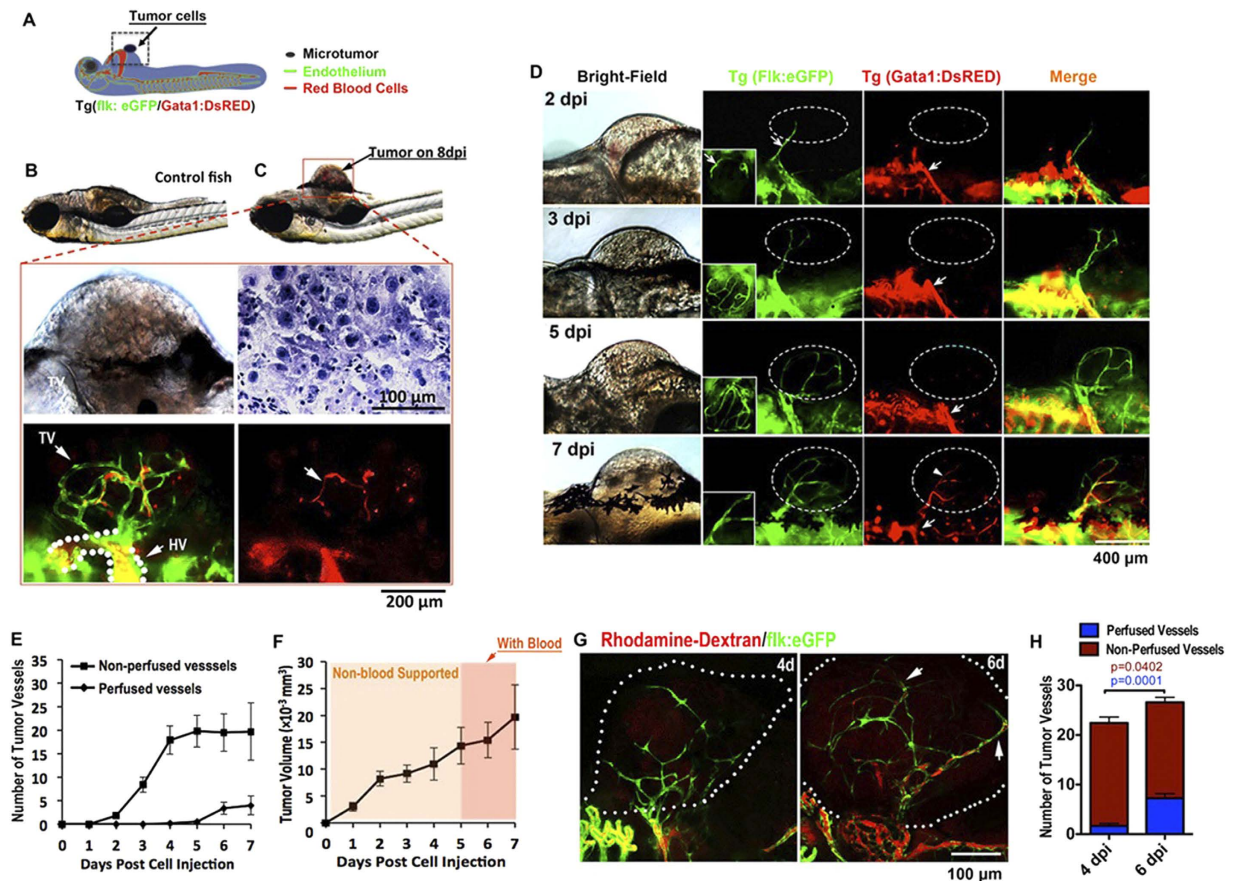 A
Tumor cells
Microtumor
Endothelium
Red Blood Cells
Tg(flk: eGFP/Gata1:DsRED)
B
Control fish
C
Tumor on 8dpi
TV
100 μm
TV
HV
200 μm
D
Bright-Field
Tg (Flk:eGFP)
Tg (Gata1:DsRED)
Merge
2 dpi
3 dpi
5 dpi
7 dpi
400 μm
E
Number of Tumor Vessels
35
30
25
20
15
10
5
0
Non-perfused vesssels
Perfused vessels
0 1 2 3 4 5 6 7
Days Post Cell Injection
F
With Blood
Non-blood Supported
Tumor Volume (×10-3 mm3)
30
25
20
15
10
5
0
0 1 2 3 4 5 6 7
Days Post Cell Injection
G
Rhodamine-Dextran/flk:eGFP
4d
6d
100 μm
H
Perfused Vessels
Non-Perfused Vessels
p=0.0402
p=0.0001
Number of Tumor Vessels
30
20
10
0
4 dpi
6 dpi